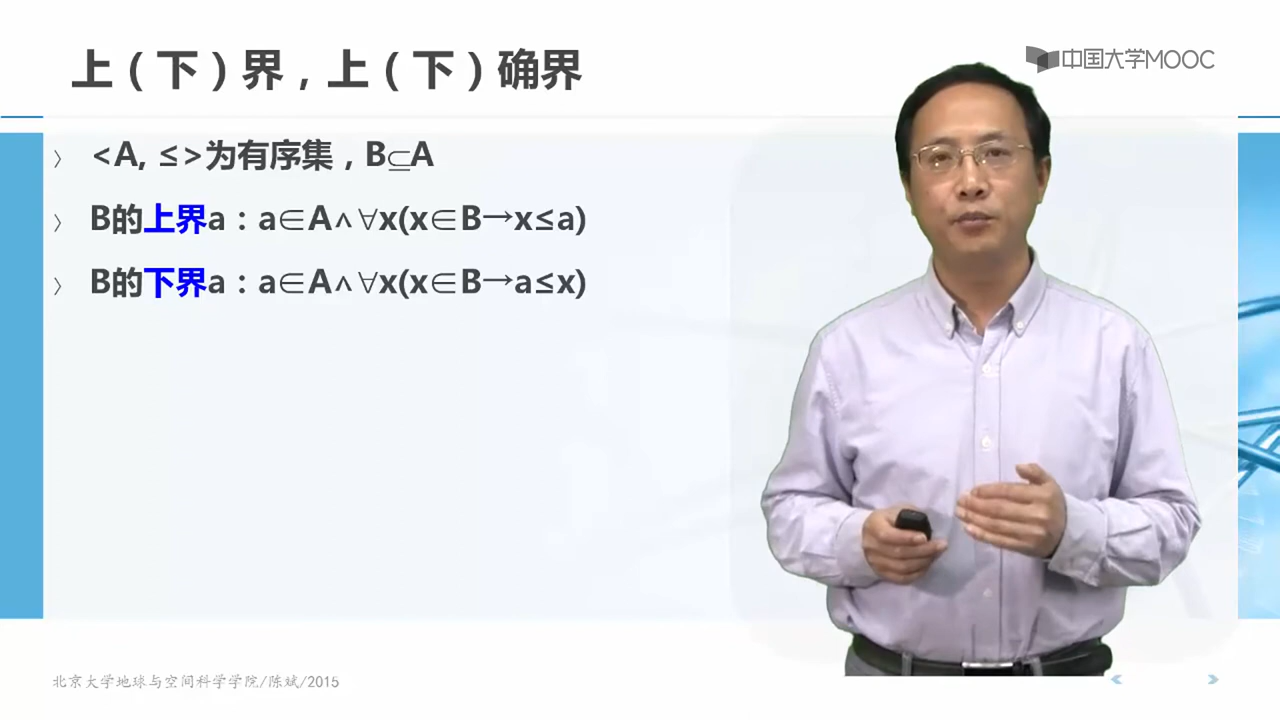 上（下）界，上（下）确界
中国大学MOOC
〉 <A, ≤>为有序集，B⊆A
〉 B的上界a：a∈A∧∀x(x∈B→x≤a)
〉 B的下界a：a∈A∧∀x(x∈B→a≤x)
北京大学地球与空间科学学院/陈斌/2015